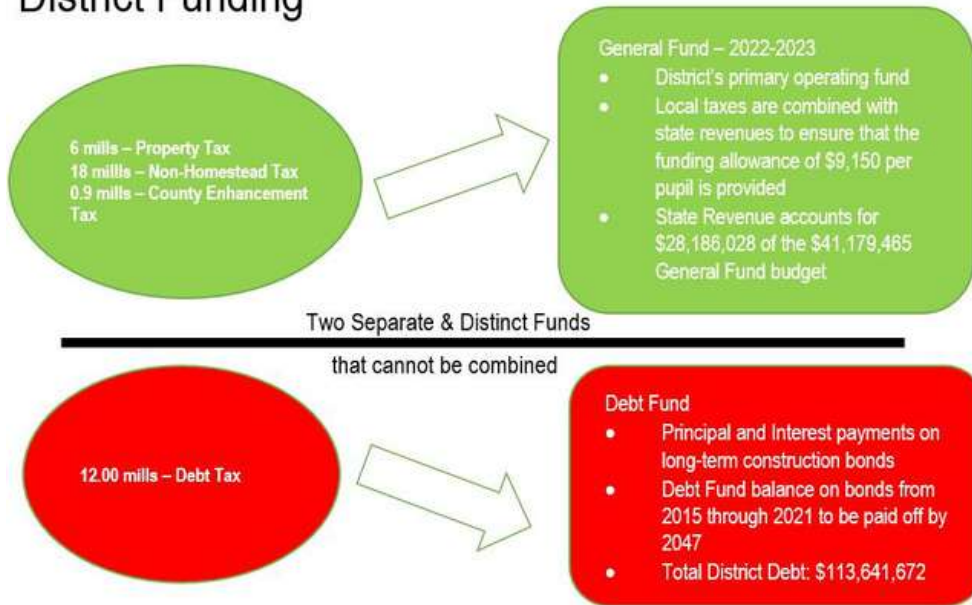 District Funding
6 mills – Property Tax
18 millls – Non-Homestead Tax
0.9 mills – County Enhancement
Tax
General Fund – 2022-2023
• District's primary operating fund
• Local taxes are combined with
state revenues to ensure that the
funding allowance of $9,150 per
pupil is provided
• State Revenue accounts for
$28,186,028 of the $41,179,465
General Fund budget
Two Separate & Distinct Funds
that cannot be combined
12.00 mills – Debt Tax
Debt Fund
• Principal and Interest payments on
long-term construction bonds
• Debt Fund balance on bonds from
2015 through 2021 to be paid off by
2047
• Total District Debt: $113,641,672